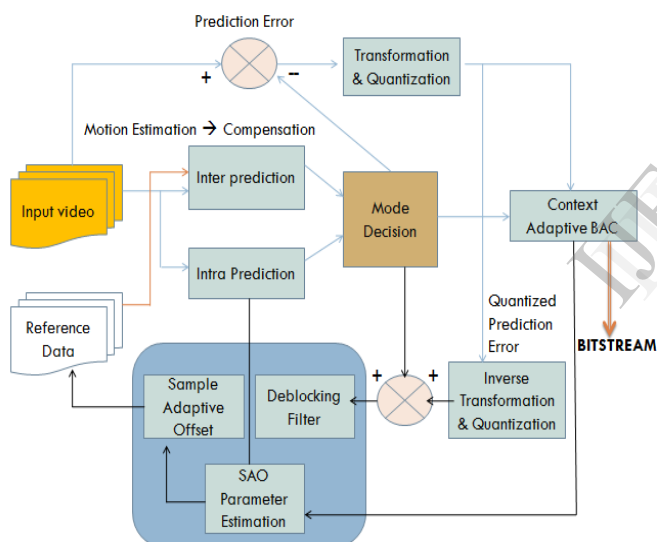 Prediction Error
+
--
Transformation
& Quantization
Motion Estimation → Compensation
Input video
Inter prediction
Mode
Decision
Context
Adaptive BAC
Intra Prediction
Reference
Data
Quantized
Prediction
Error
BITSTREAM
Sample
Adaptive
Offset
Deblocking
Filter
+
+
Inverse
Transformation
& Quantization
SAO
Parameter
Estimation